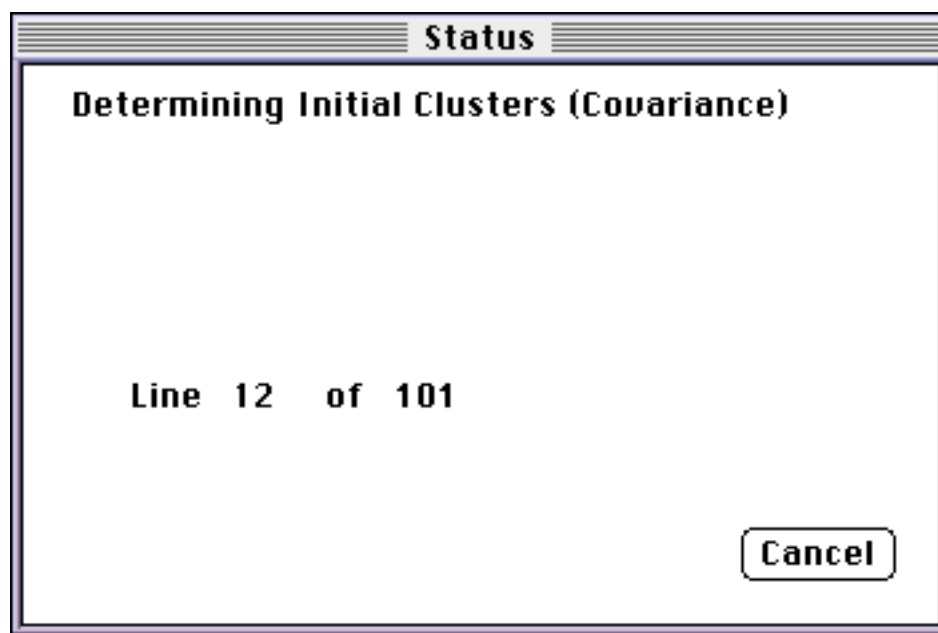 Status
Determining Initial Clusters (Covariance)
Line 12 of 101
Cancel